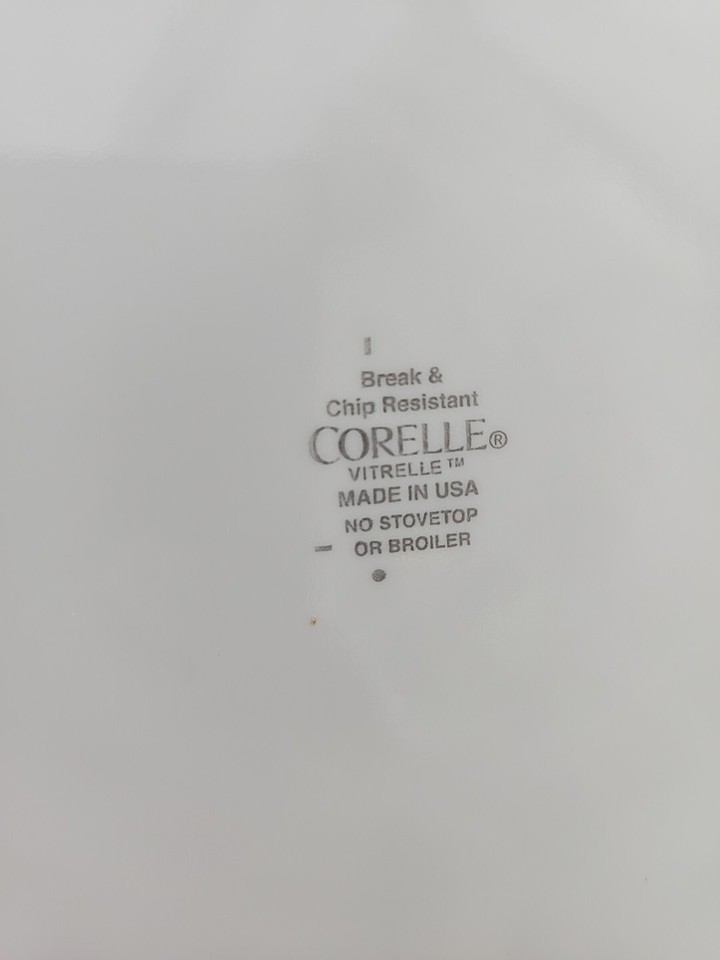 Break &
Chip Resistant
CORELLE®
VITRELLE™
MADE IN USA
NO STOVETOP
OR BROILER